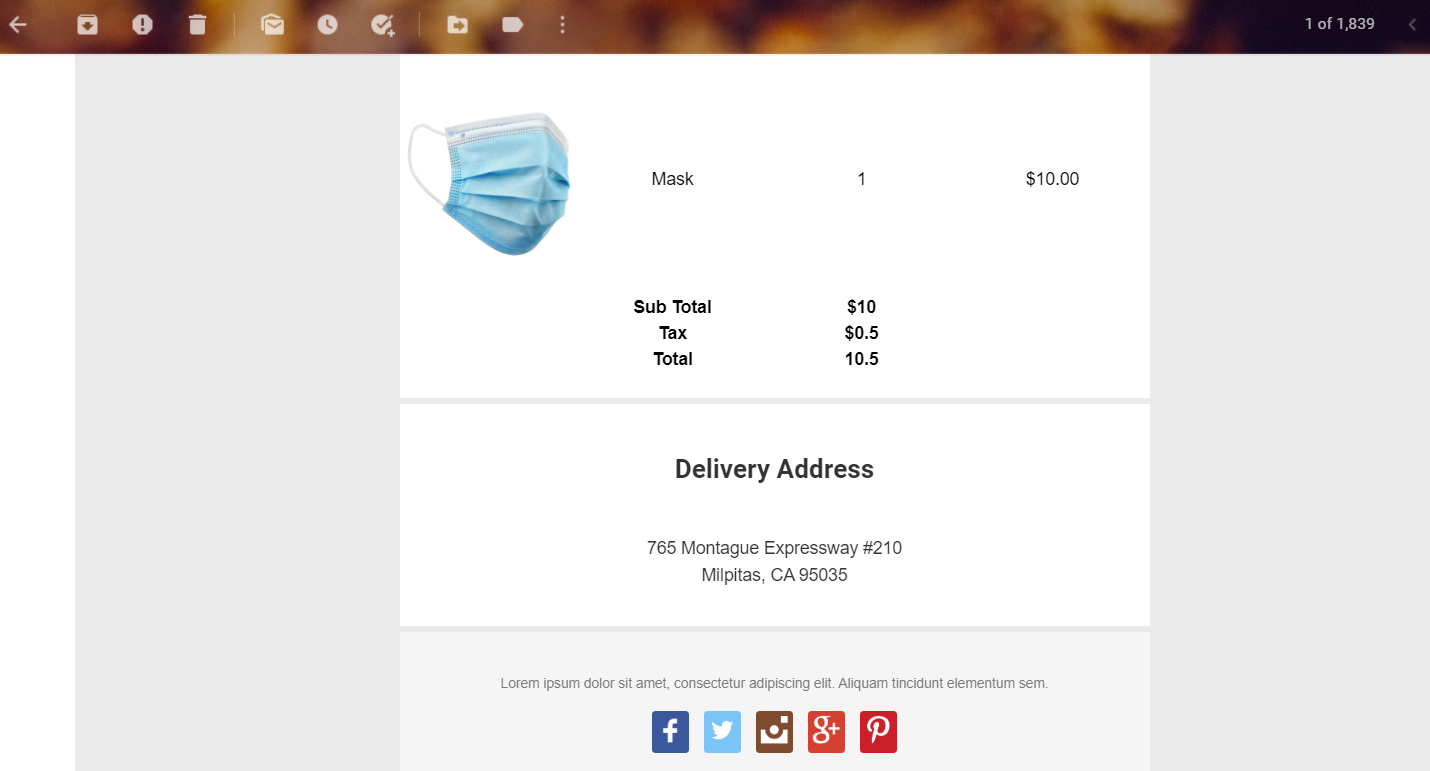 1 of 1,839
Mask 1 $10.00
Sub Total $10
Tax $0.5
Total 10.5
Delivery Address
765 Montague Expressway #210
Milpitas, CA 95035
Lorem ipsum dolor sit amet, consectetur adipiscing elit. Aliquam tincidunt elementum sem.